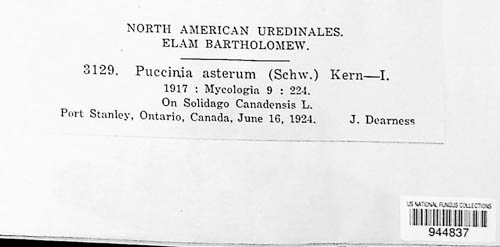 NORTH AMERICAN UREDINALES.
ELAM BARTHOLOMEW.
3129. Puccinia asterum (Schw.) Kern—I.
1917 : Mycologia 9 : 224.
On Solidago Canadensis L.
Port Stanley, Ontario, Canada, June 16, 1924. J. Dearness
US NATIONAL FUNGUS COLLECTIONS
944837